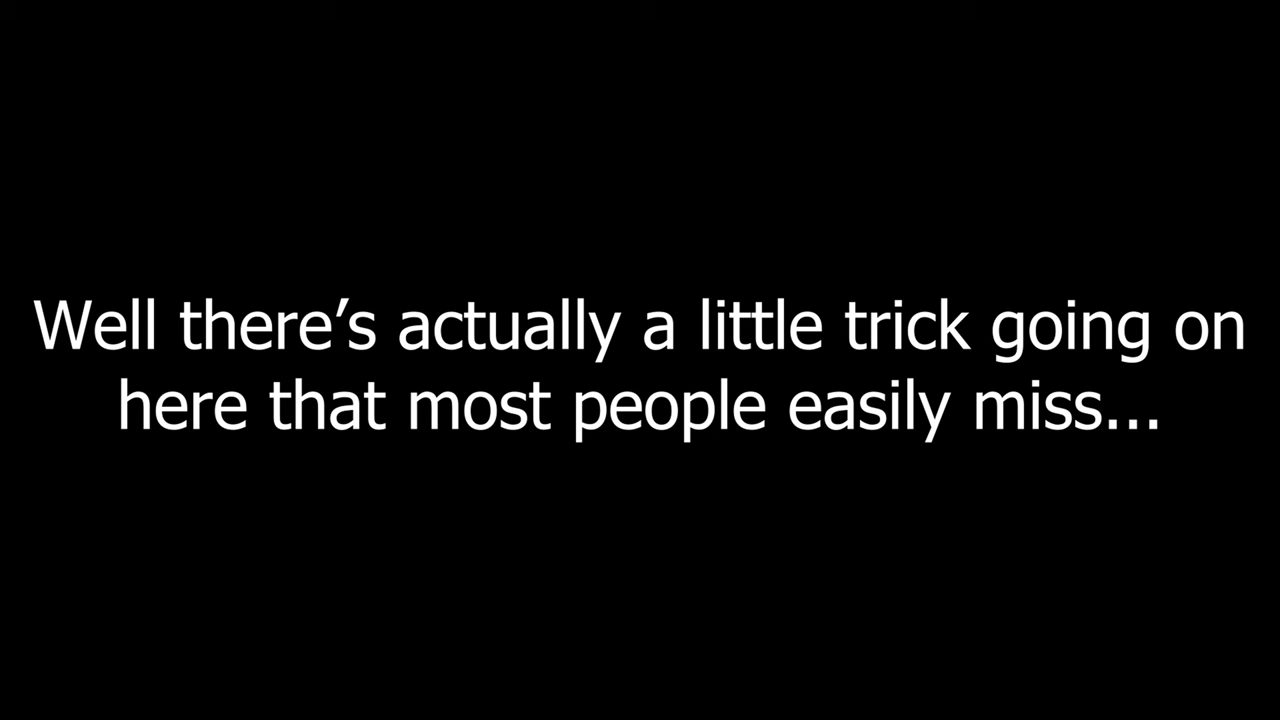 Well there’s actually a little trick going on
here that most people easily miss...